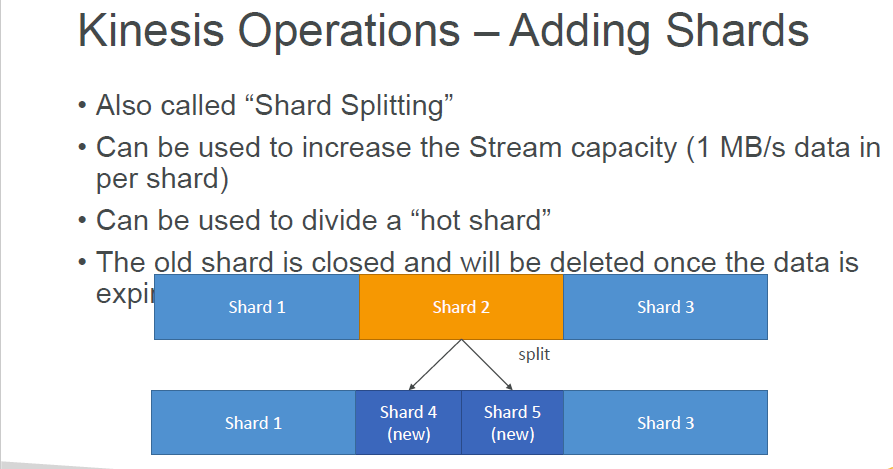 Kinesis Operations – Adding Shards
• Also called “Shard Splitting”
• Can be used to increase the Stream capacity (1 MB/s data in
per shard)
• Can be used to divide a “hot shard”
• The old shard is closed and will be deleted once the data is
Shard 1
Shard 2
Shard 3
split
Shard 1
Shard 4
(new)
Shard 5
(new)
Shard 3